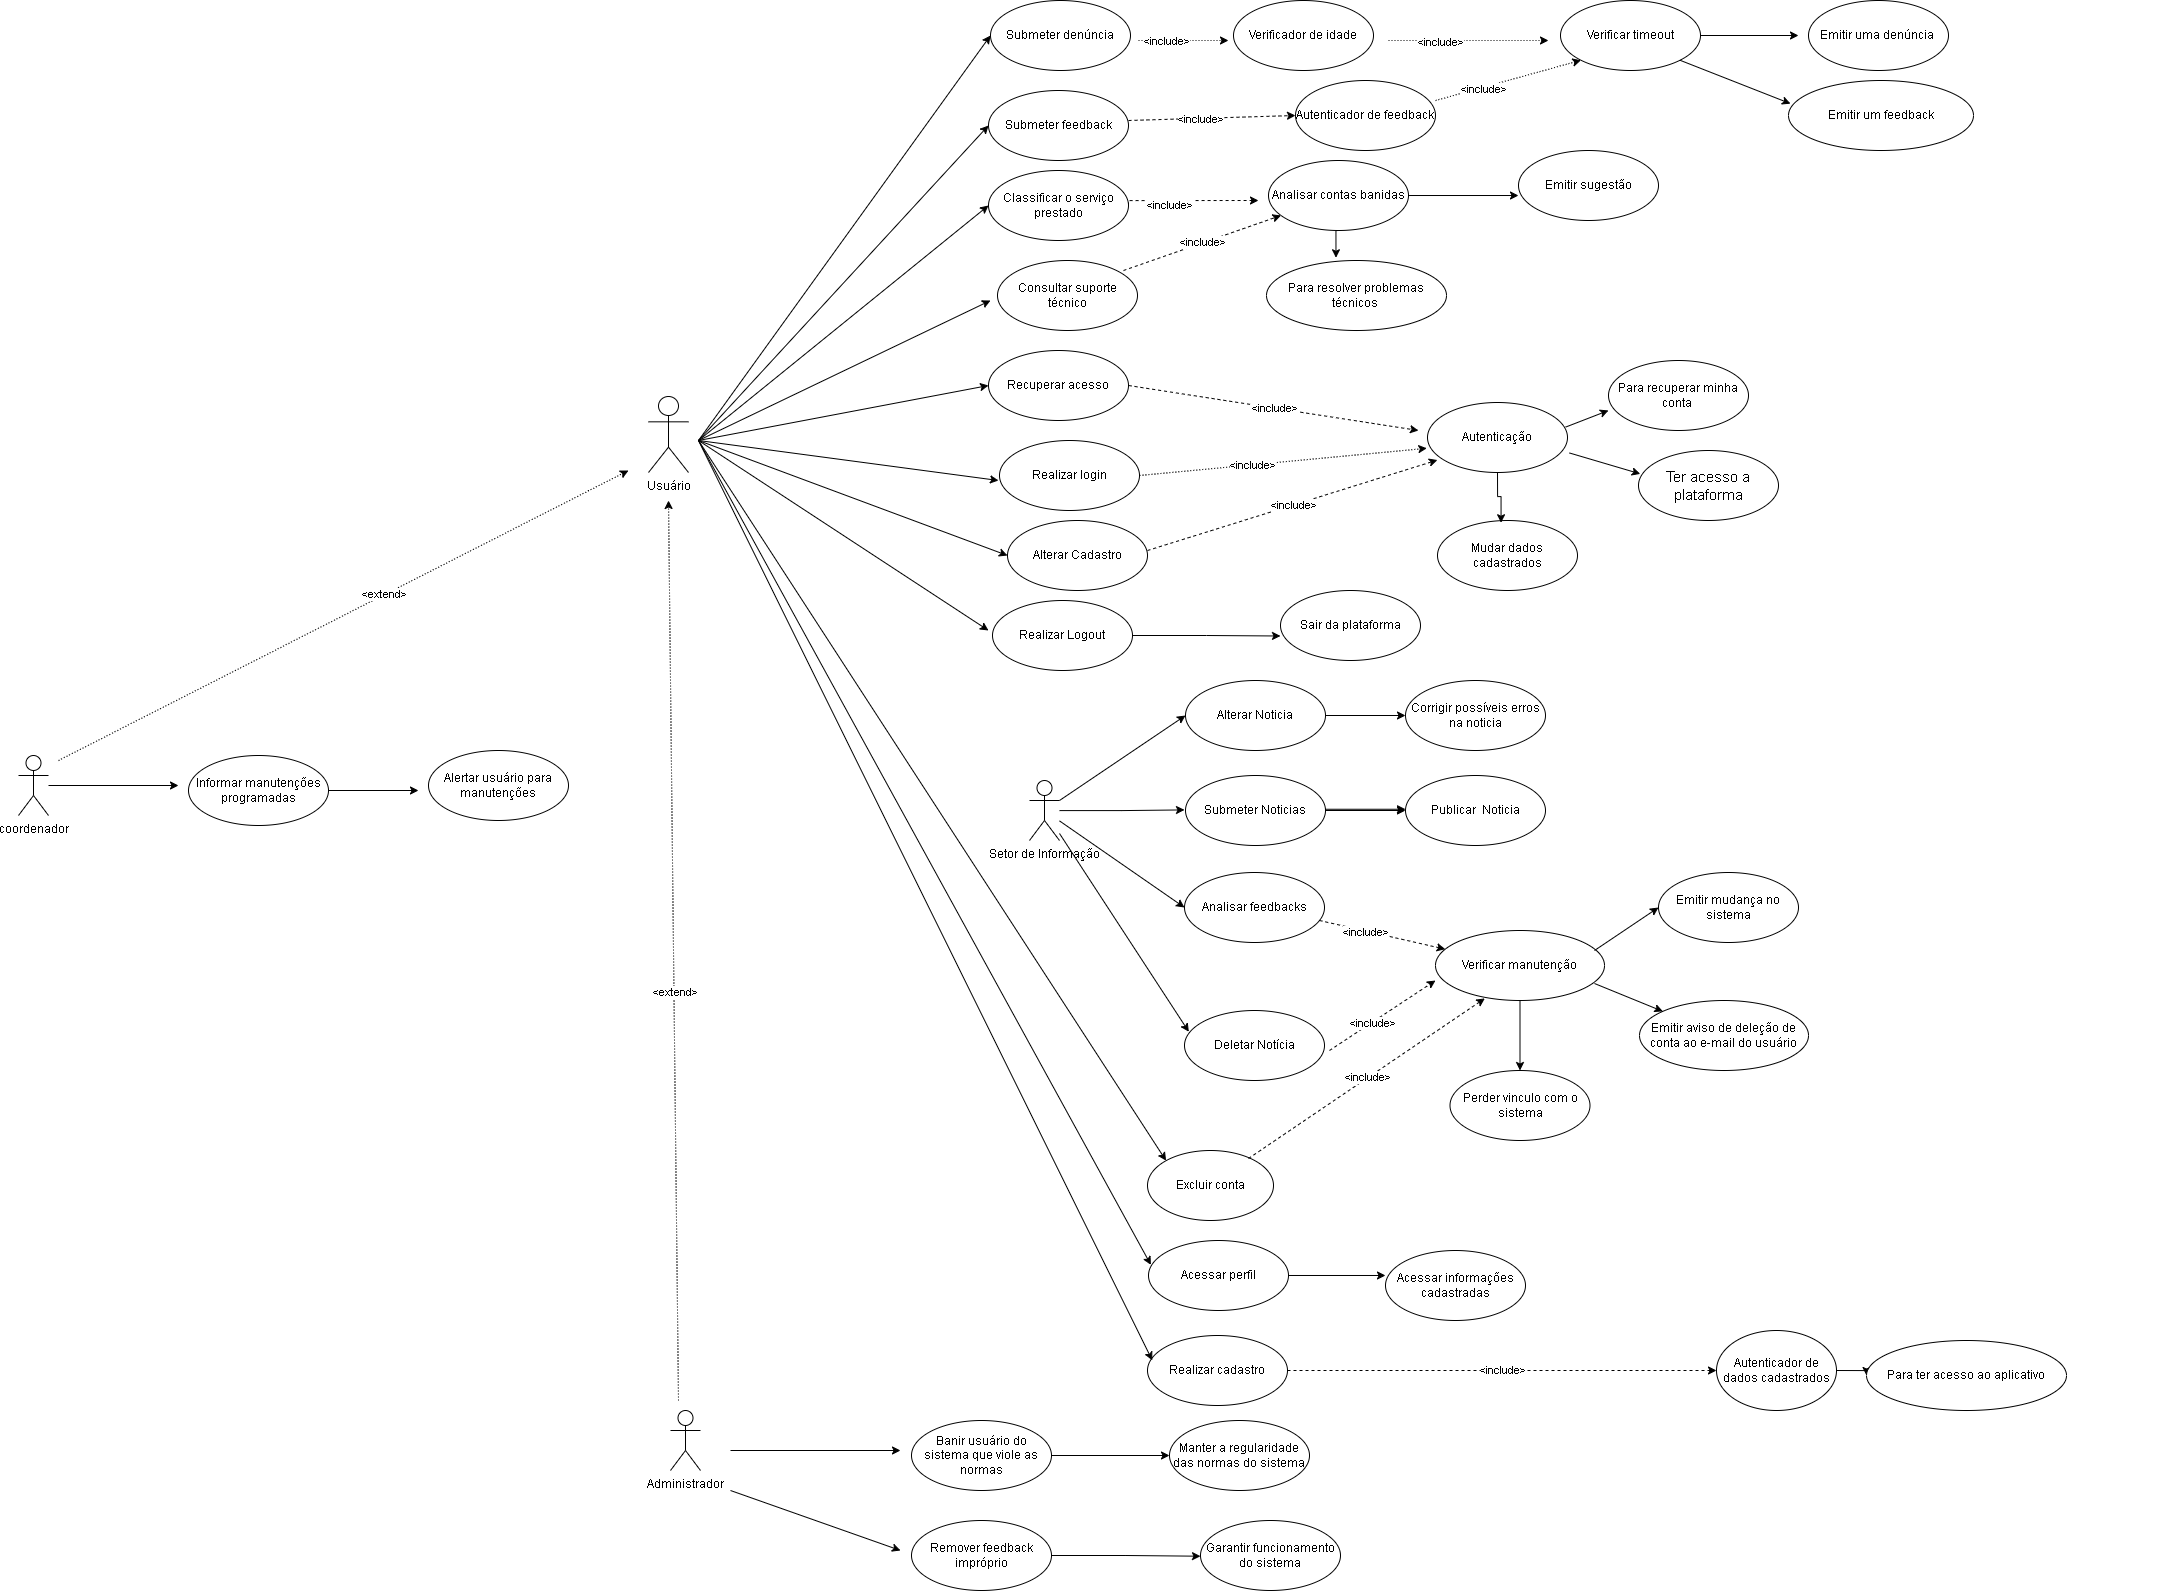 Submeter denúncia
<include>
Verificador de idade
<include>
Verificar timeout
Emitir uma denúncia
Submeter feedback
<include>
Autenticador de feedback
<include>
Emitir um feedback
Classificar o serviço
prestado
<include>
Analisar contas banidas
Emitir sugestão
Consultar suporte
técnico
<include>
Para resolver problemas
técnicos
Recuperar acesso
<include>
Autenticação
Para recuperar minha
conta
Usuário
Realizar login
<include>
Ter acesso a
plataforma
Alterar Cadastro
<include>
Mudar dados
cadastrados
<extend>
Realizar Logout
Sair da plataforma
Alterar Noticia
Corrigir possíveis erros
na noticia
coordenador
Informar manutenções
programadas
Alertar usuário para
manutenções
Setor de Informação
Submeter Noticias
Publicar  Noticia
Analisar feedbacks
<include>
Verificar manutenção
Emitir mudança no
sistema
<extend>
Deletar Notícia
<include>
Emitir aviso de deleção de
conta ao e-mail do usuário
<include>
Perder vinculo com o
sistema
Excluir conta
Acessar perfil
Acessar informações
cadastradas
Realizar cadastro
<include>
Autenticador de
dados cadastrados
Para ter acesso ao aplicativo
Administrador
Banir usuário do
sistema que viole as
normas
Manter a regularidade
das normas do sistema
Remover feedback
impróprio
Garantir funcionamento
do sistema